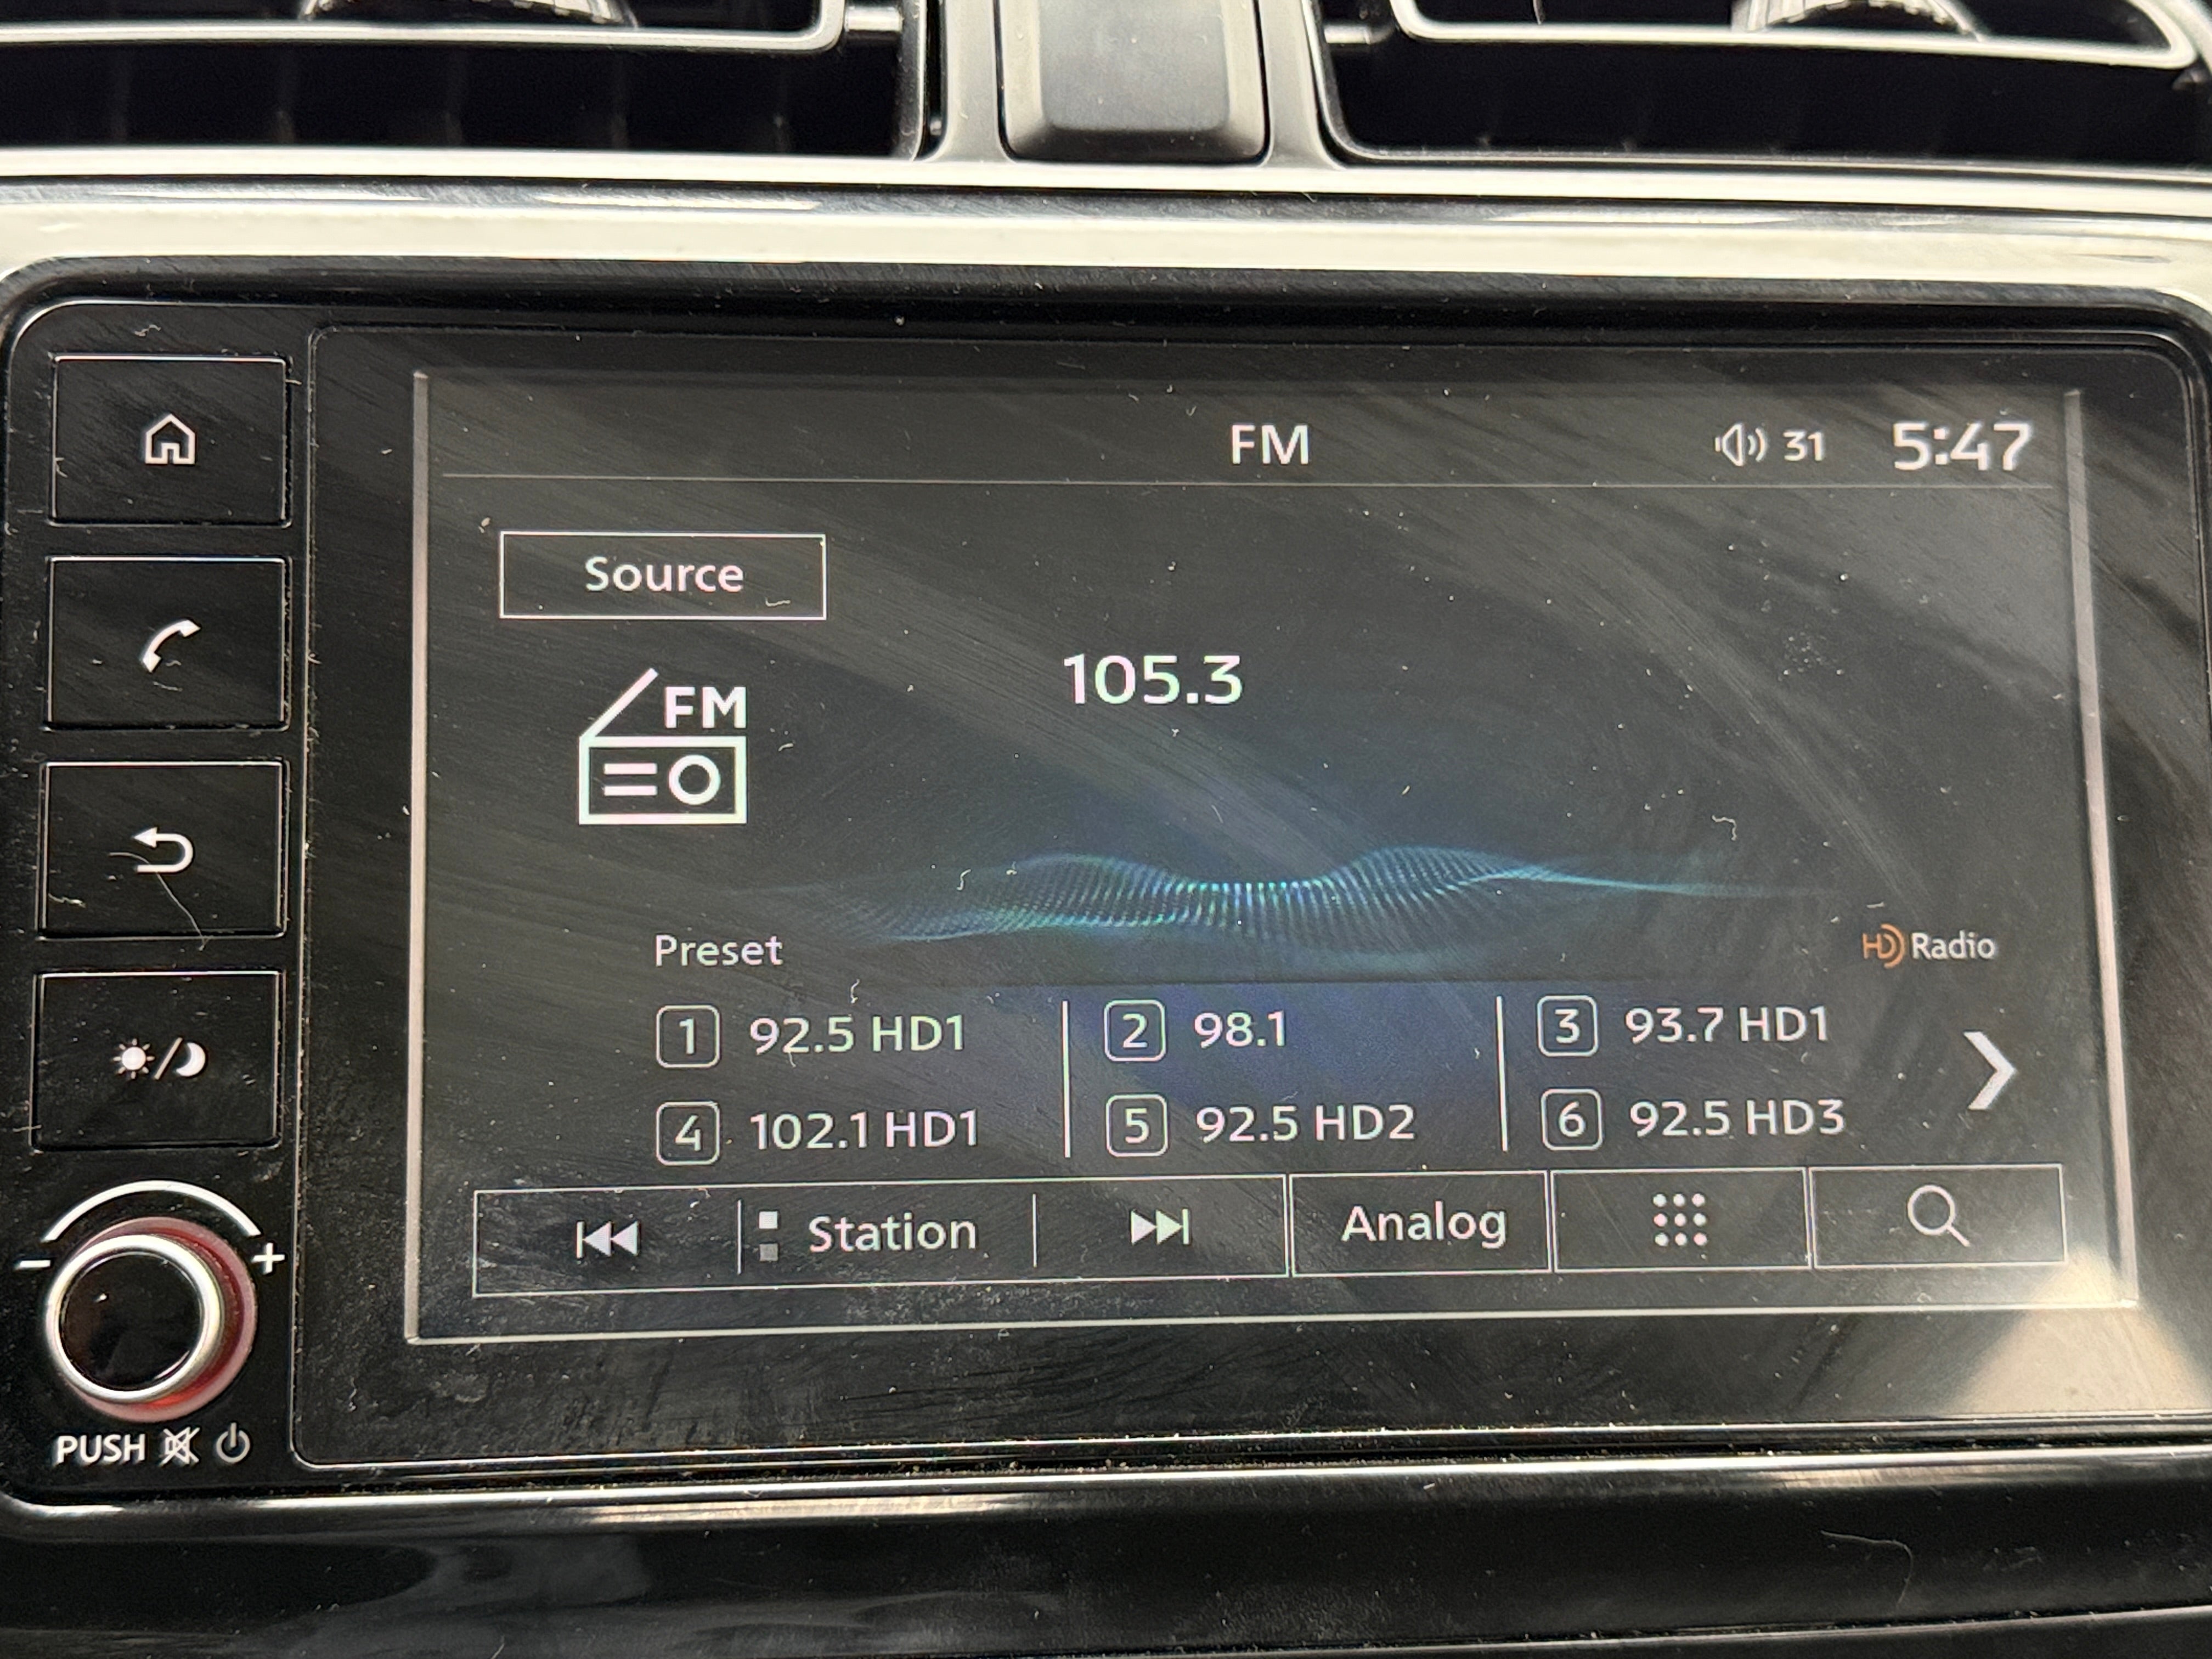 FM 31 5:47
Source
FM
105.3
Preset
HD Radio
1 92.5 HD1 2 98.1 3 93.7 HD1
4 102.1 HD1 5 92.5 HD2 6 92.5 HD3
Station Analog
- +
PUSH